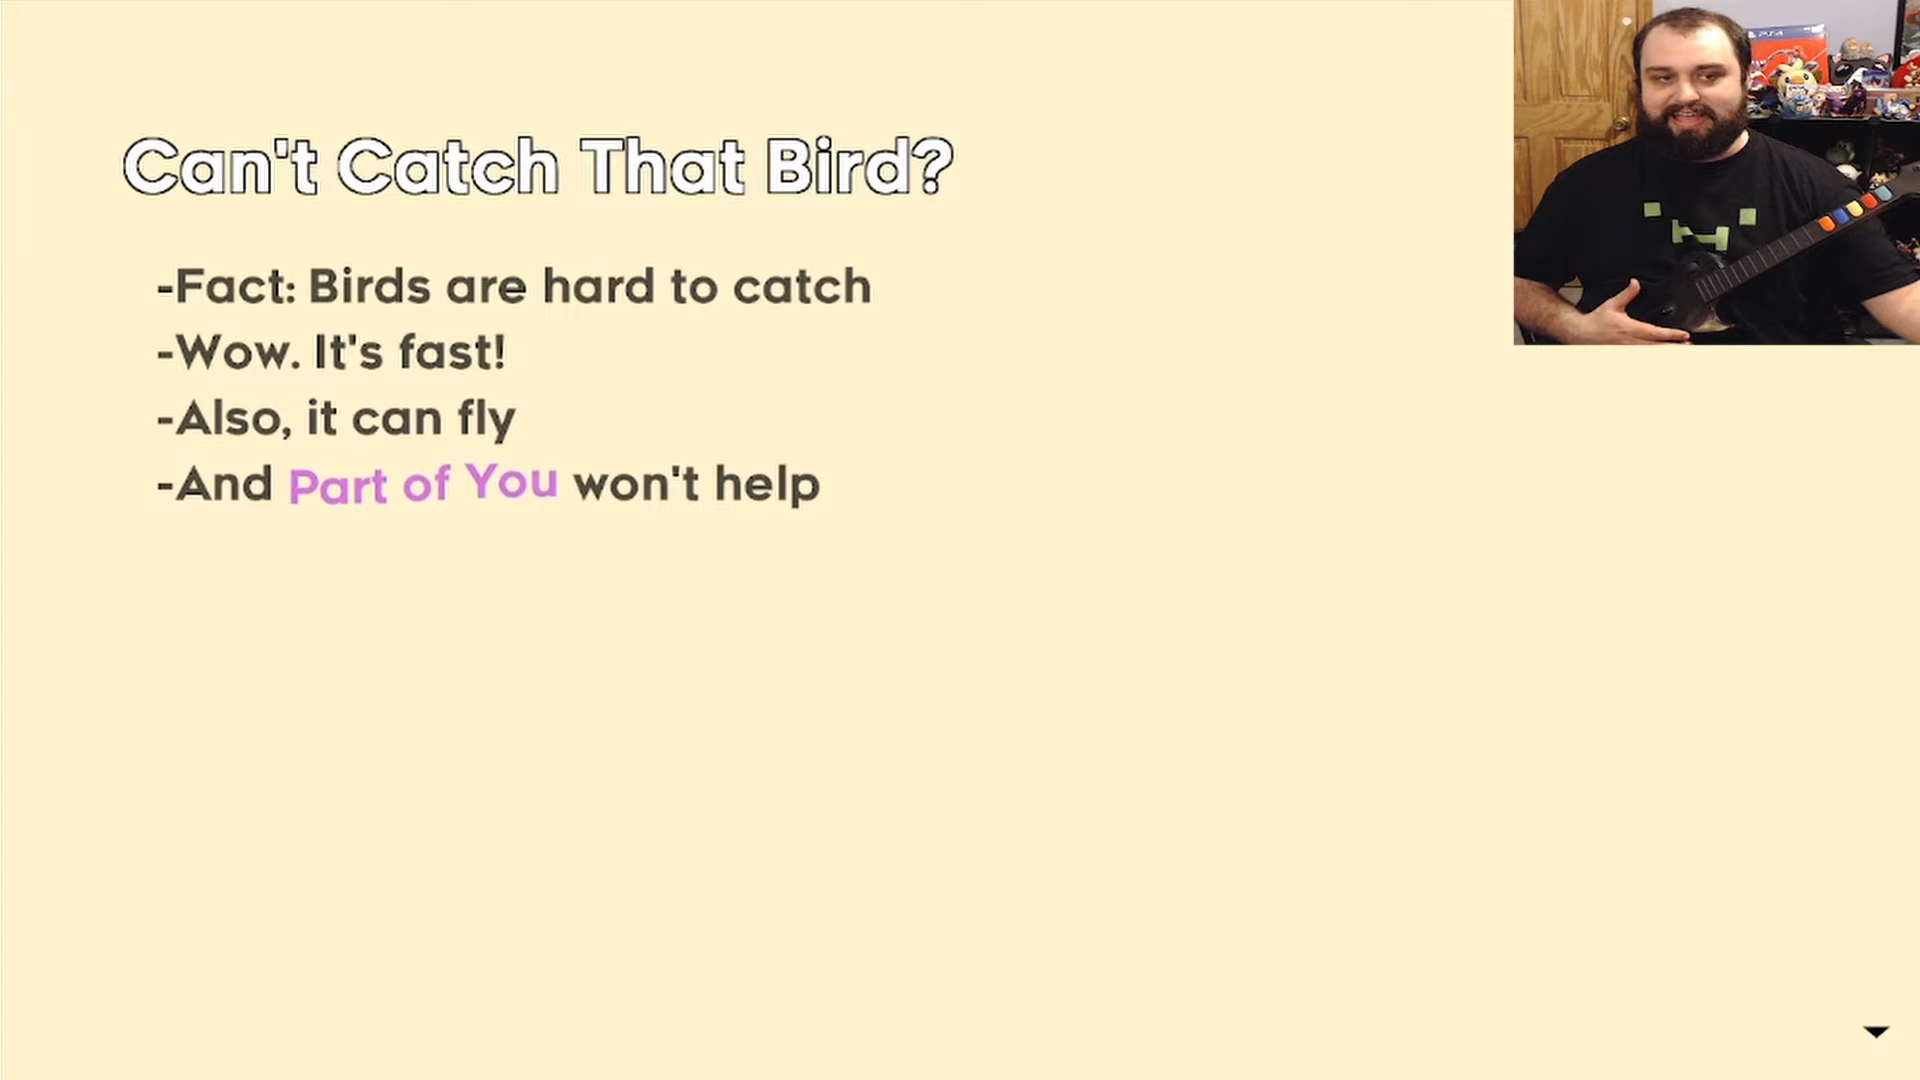 Can't Catch That Bird?
-Fact: Birds are hard to catch
-Wow. It's fast!
-Also, it can fly
-And Part of You won't help
PS4